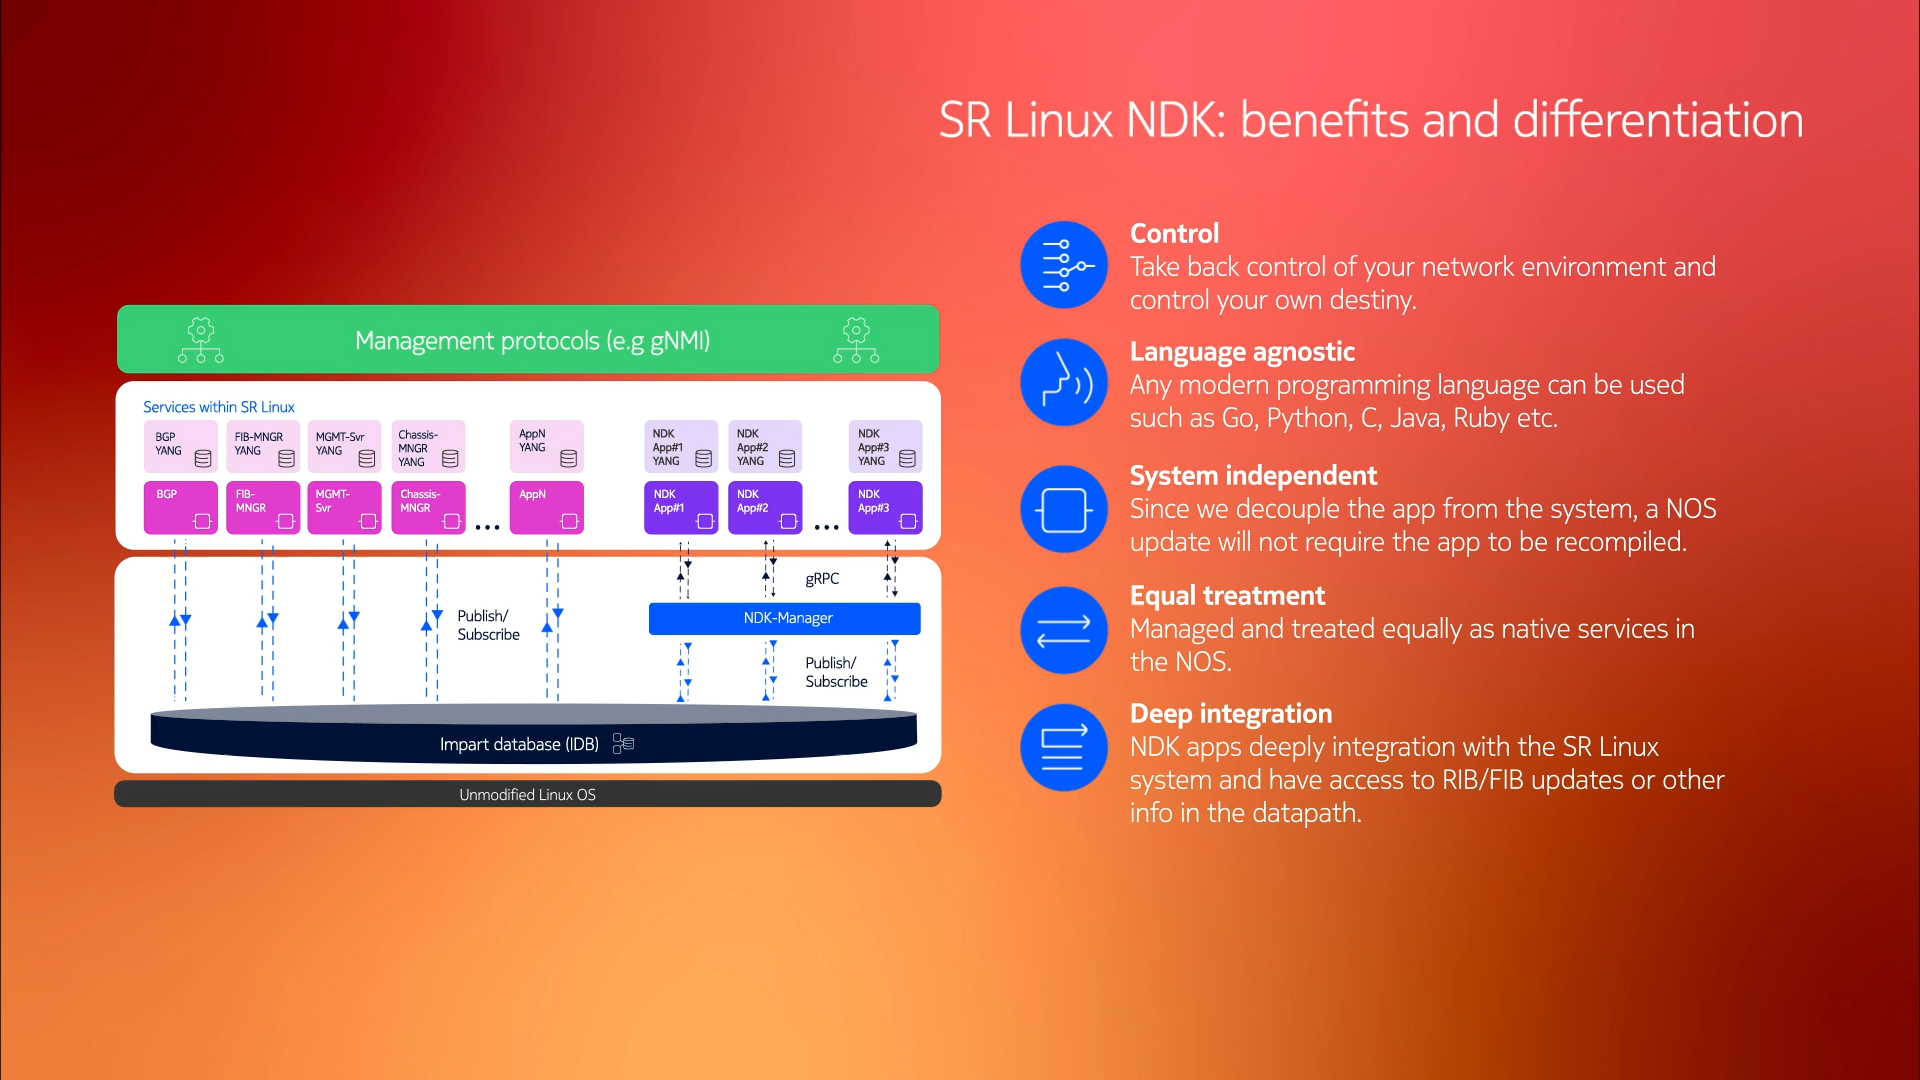 SR Linux NDK: benefits and differentiation
Management protocols (e.g gNMI)
Services within SR Linux
BGP
YANG
FIB-MNGR
YANG
MGMT-Svr
YANG
Chassis-
MNGR
YANG
AppN
YANG
NDK
App#1
YANG
NDK
App#2
YANG
NDK
App#3
YANG
BGP
FIB-
MNGR
MGMT-
Svr
Chassis-
MNGR
...
AppN
NDK
App#1
NDK
App#2
...
NDK
App#3
gRPC
Publish/
Subscribe
NDK-Manager
Publish/
Subscribe
Impart database (IDB)
Unmodified Linux OS
Control
Take back control of your network environment and
control your own destiny.
Language agnostic
Any modern programming language can be used
such as Go, Python, C, Java, Ruby etc.
System independent
Since we decouple the app from the system, a NOS
update will not require the app to be recompiled.
Equal treatment
Managed and treated equally as native services in
the NOS.
Deep integration
NDK apps deeply integration with the SR Linux
system and have access to RIB/FIB updates or other
info in the datapath.